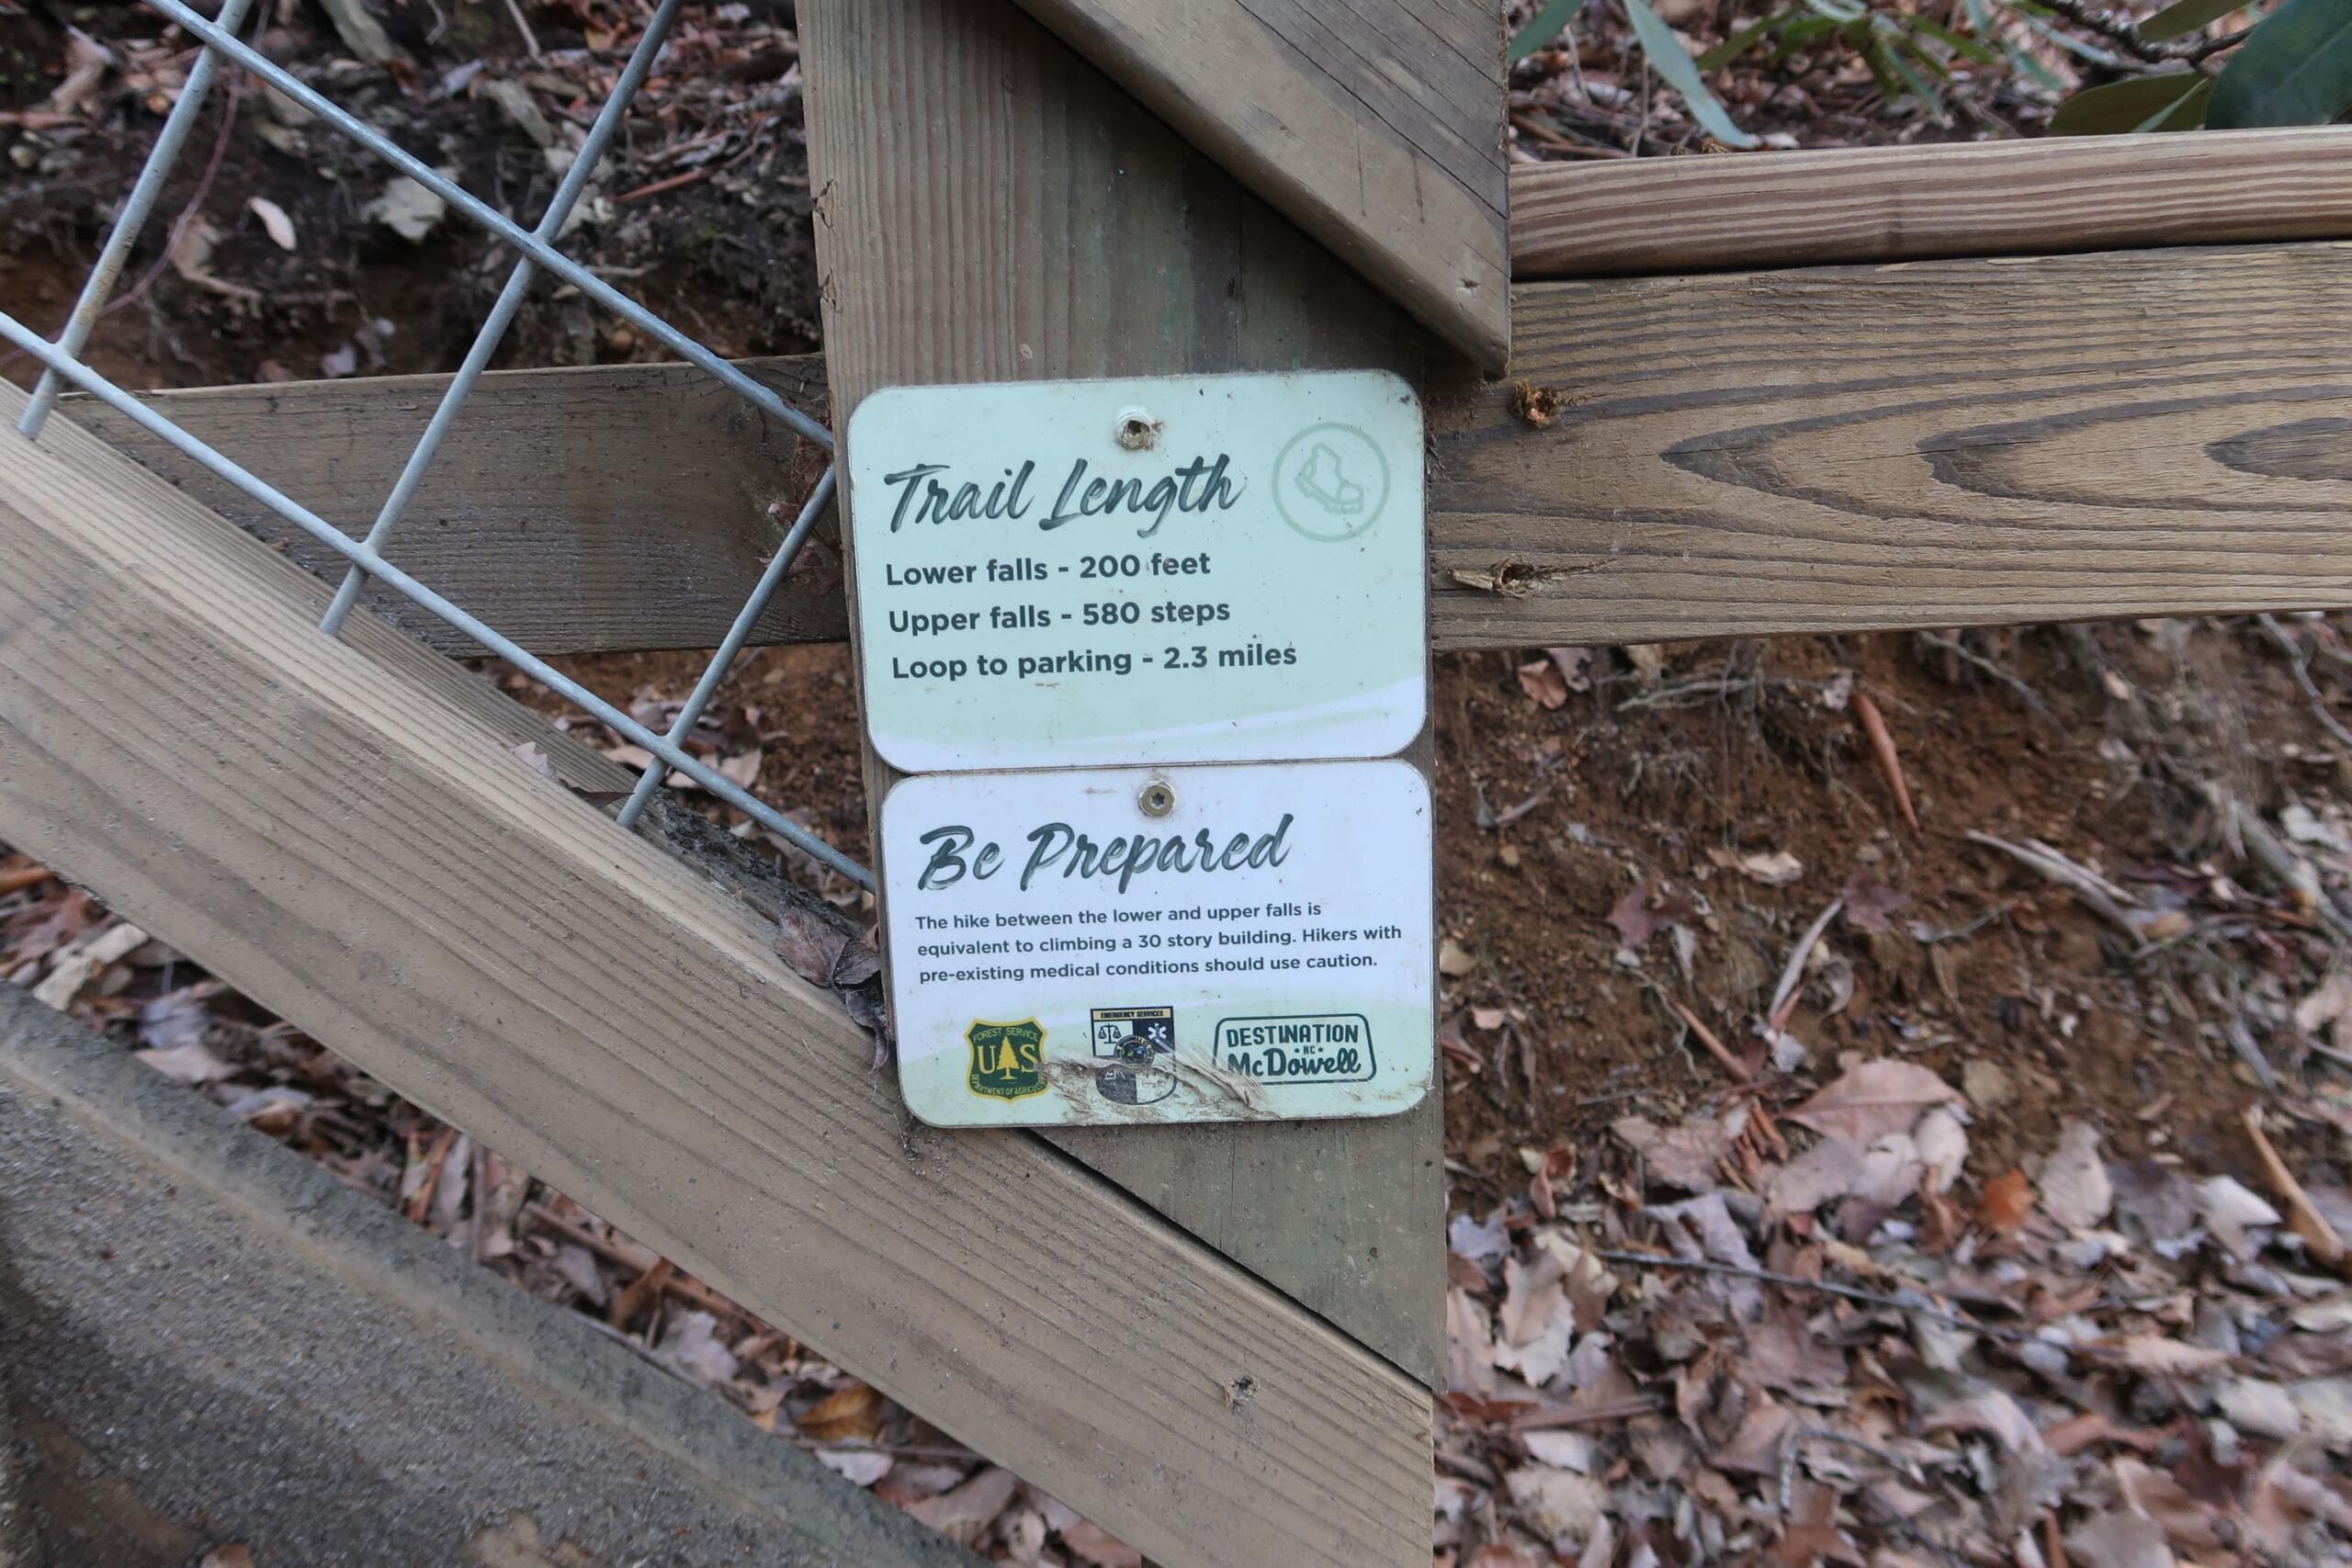 Trail Length
Lower falls - 200 feet
Upper falls - 580 steps
Loop to parking - 2.3 miles
Be Prepared
The hike between the lower and upper falls is
equivalent to climbing a 30 story building. Hikers with
pre-existing medical conditions should use caution.
FOREST SERVICE
UAS
DEPARTMENT OF AGRICULTURE
EMERGENCY SERVICES
DESTINATION
NC
McDowell